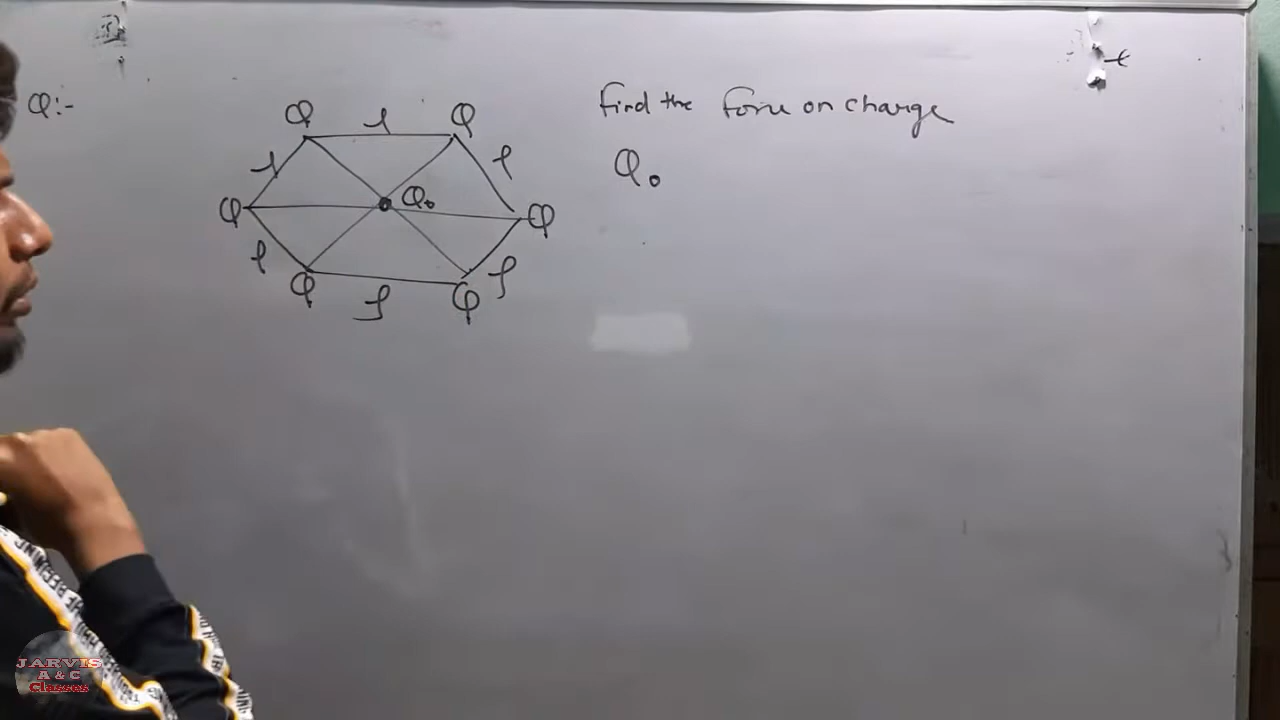 Q:-
Find the Force on charge
Q₀
Q l Q
l l
Q Q₀ Q
l l
Q l Q
JARVIS
A & C
Classes